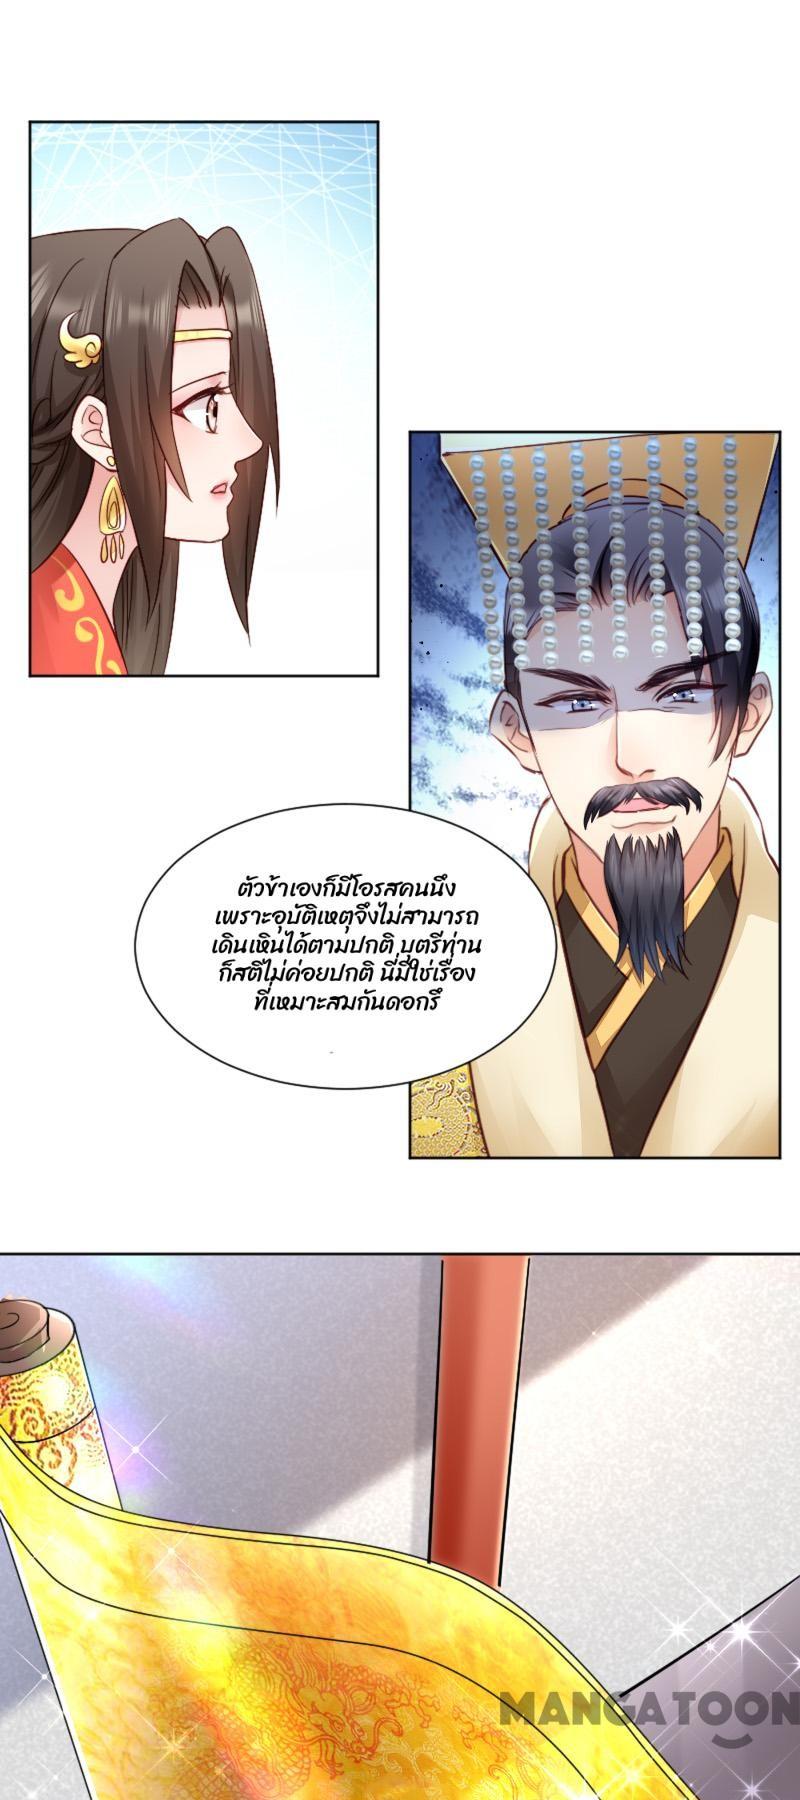 ตัวข้าเองก็มีโอรสคนนึง
เพราะอุบัติเหตุจึงไม่สามารถ
เดินเหินได้ตามปกติ บุตรีท่าน
ก็สติไม่ค่อยปกติ นี่มิใช่เรื่อง
ที่เหมาะสมกันดอกรึ
MANGATOON